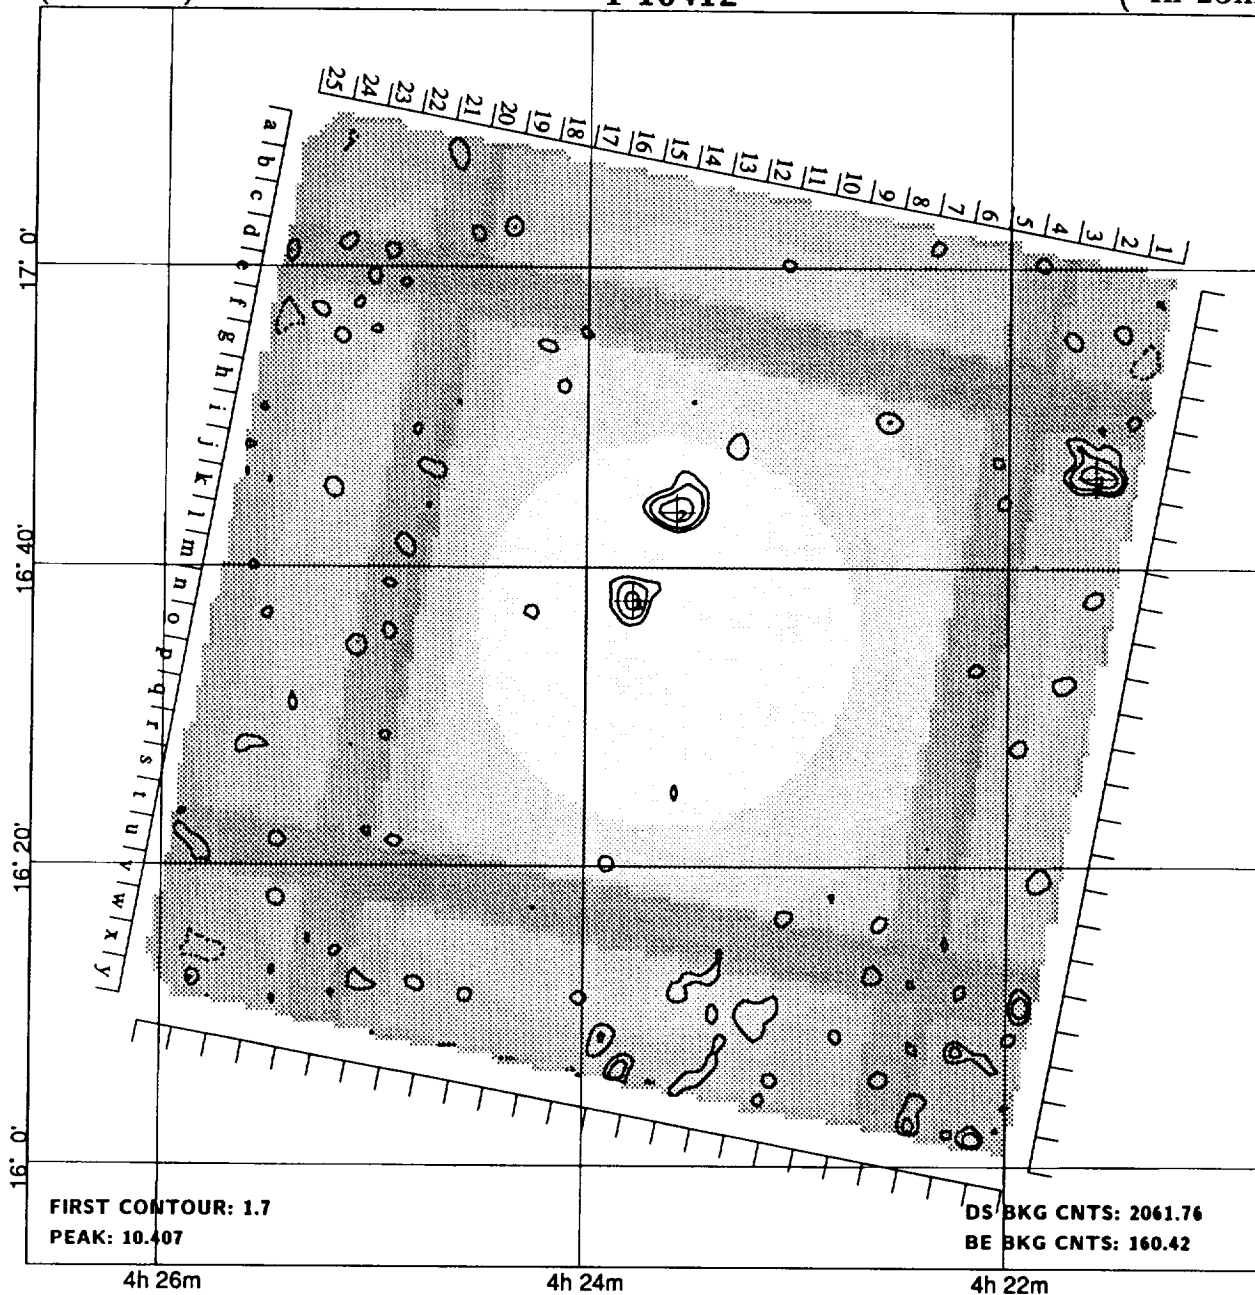 25 24 23 22 21 20 19 18 17 16 15 14 13 12 11 10 9 8 7 6 5 4 3 2 1
a b c d e f g h i j k l m n o p q r s t u v w x y
17° 0'
16° 40'
16° 20'
16° 0'
FIRST CONTOUR: 1.7
PEAK: 10.407
DS BKG CNTS: 2061.76
BE BKG CNTS: 160.42
4h 26m 4h 24m 4h 22m